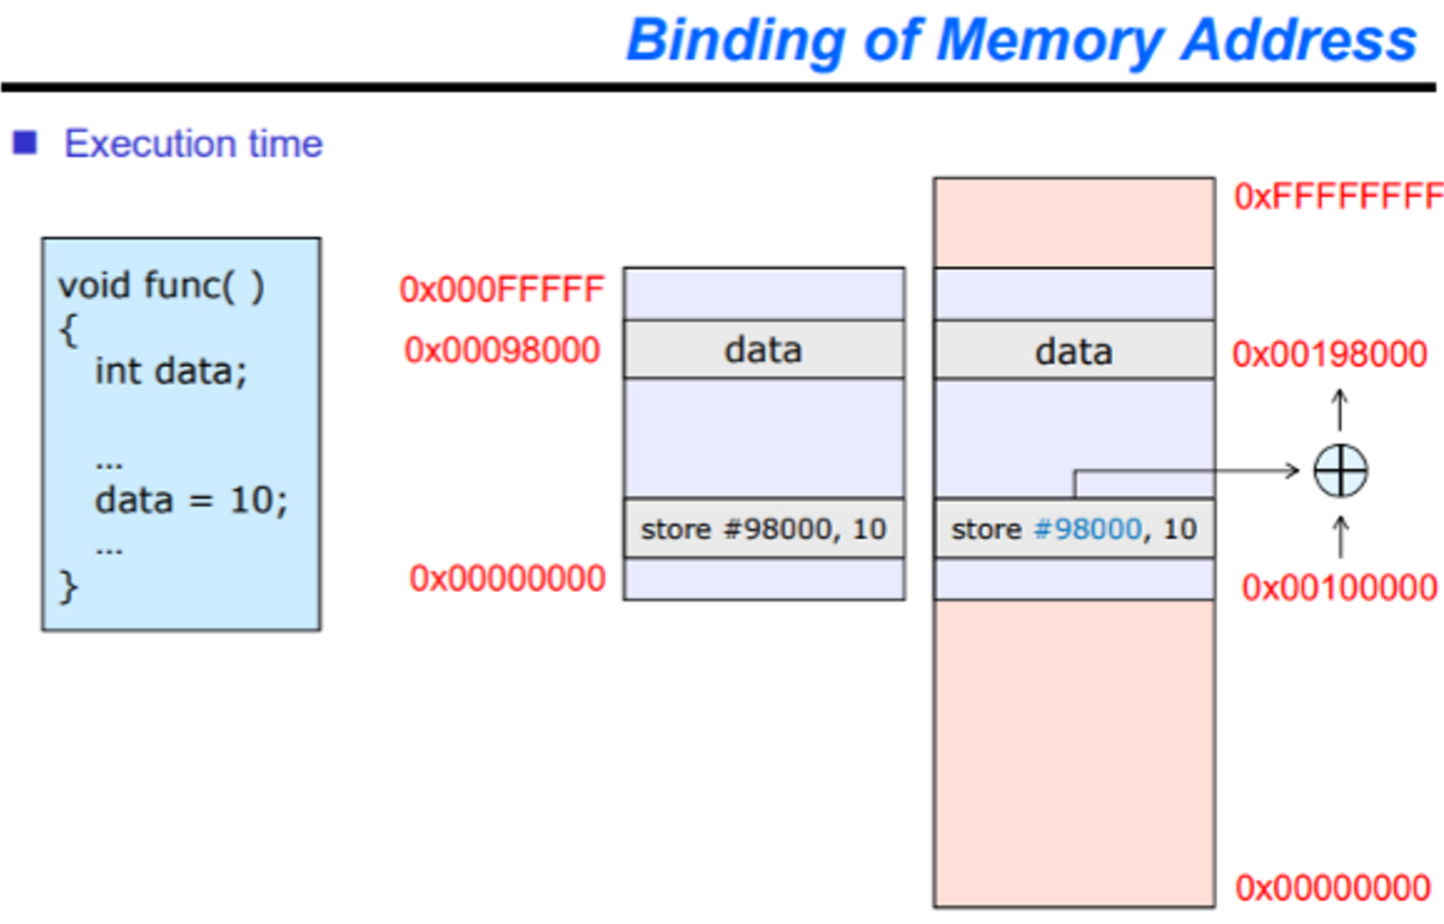 Binding of Memory Address
Execution time
void func( )
{
int data;
...
data = 10;
...
}
0x000FFFFF
0x00098000
data
store #98000, 10
0x00000000
0xFFFFFFFF
data
0x00198000
store #98000, 10
0x00100000
0x00000000